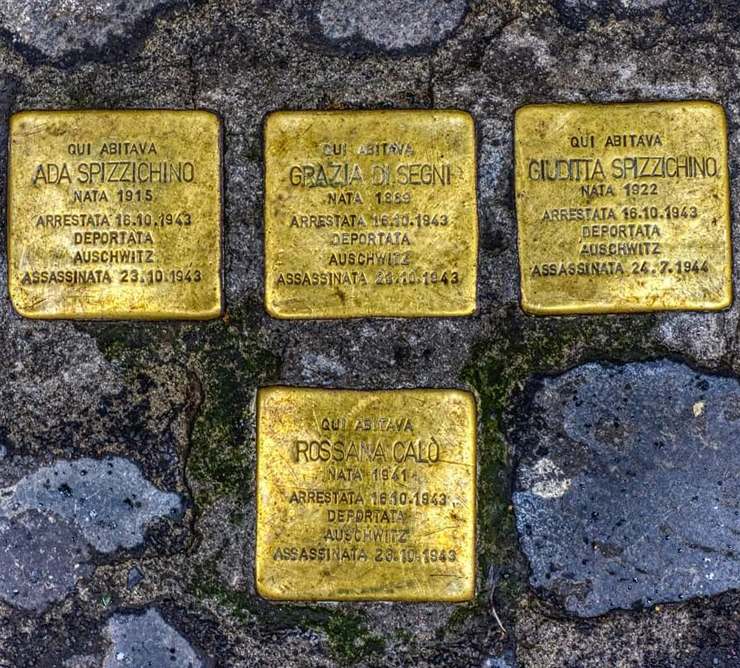 QUI ABITAVA
ADA SPIZZICHINO
NATA 1915
ARRESTATA 16.10.1943
DEPORTATA
AUSCHWITZ
ASSASSINATA 23.10.1943
QUI ABITAVA
GRAZIA DI SEGNI
NATA 1889
ARRESTATA 16.10.1943
DEPORTATA
AUSCHWITZ
ASSASSINATA 23.10.1943
QUI ABITAVA
GIUDITTA SPIZZICHINO
NATA 1922
ARRESTATA 16.10.1943
DEPORTATA
AUSCHWITZ
ASSASSINATA 24.7.1944
QUI ABITAVA
ROSSANA CALÒ
NATA 1941
ARRESTATA 16.10.1943
DEPORTATA
AUSCHWITZ
ASSASSINATA 23.10.1943